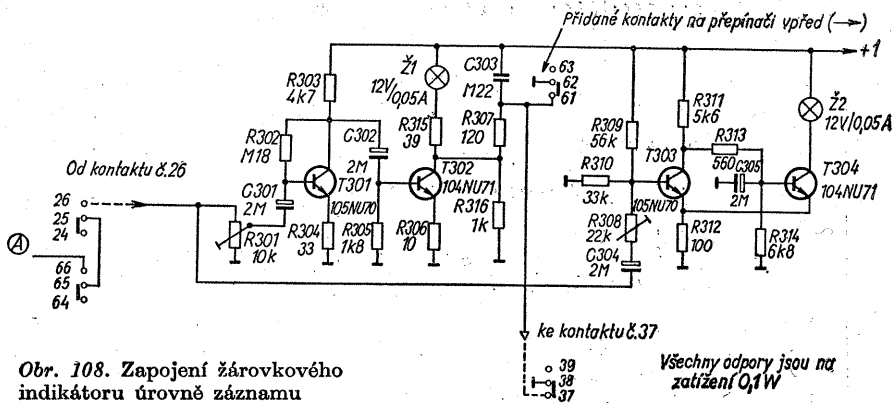 Přidané kontakty na přepínači vpřed (→)
+1
63
62
61
C303
M22
Ž1
12V/0,05A
R303
4k7
R302
M18
C302
2M
R315
39
R307
120
T302
104NU71
C301
2M
T301
105NU70
R301
10k
R304
33
R305
1k8
R306
10
R316
1k
Od kontaktu č.26
26
25
24
A
66
65
64
R309
56k
R310
33k
R311
5k6
T303
105NU70
R313
560
C305
2M
Ž2
12V/0,05A
T304
104NU71
R308
22k
C304
2M
R312
100
R314
6k8
ke kontaktu č.37
39
38
37
Všechny odpory jsou na
zatížení 0,1W
Obr. 108. Zapojení žárovkového
indikátoru úrovně záznamu